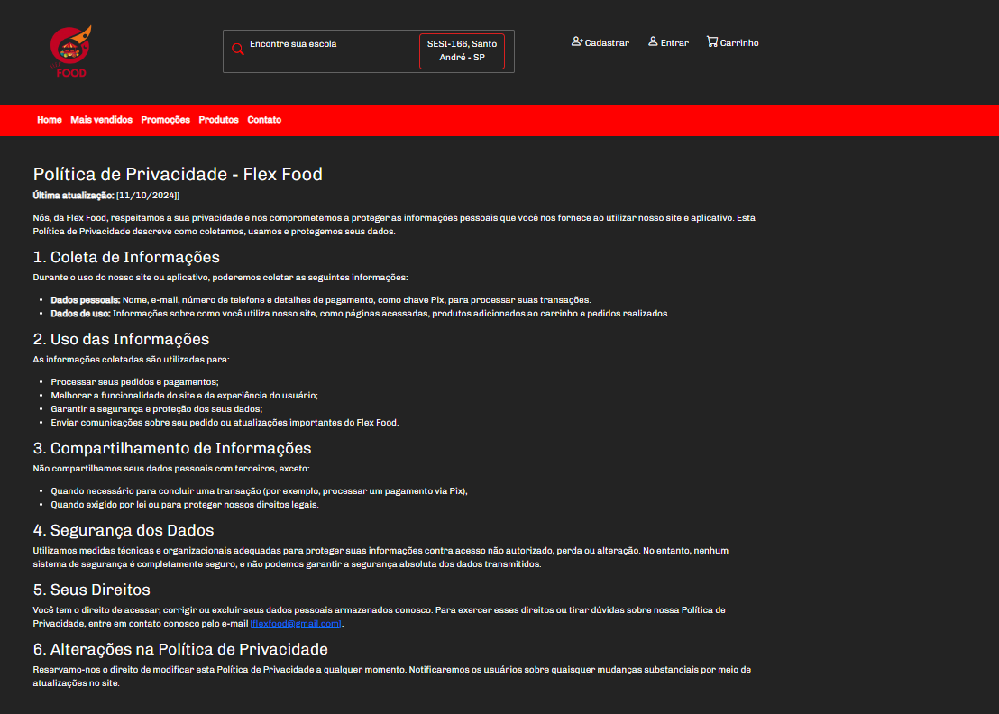 FOOD
Encontre sua escola
SESI-166, Santo
André - SP
Cadastrar
Entrar
Carrinho
Home
Mais vendidos
Promoções
Produtos
Contato
Política de Privacidade - Flex Food
Última atualização: [11/10/2024]]
Nós, da Flex Food, respeitamos a sua privacidade e nos comprometemos a proteger as informações pessoais que você nos fornece ao utilizar nosso site e aplicativo. Esta
Política de Privacidade descreve como coletamos, usamos e protegemos seus dados.
1. Coleta de Informações
Durante o uso do nosso site ou aplicativo, poderemos coletar as seguintes informações:
• Dados pessoais: Nome, e-mail, número de telefone e detalhes de pagamento, como chave Pix, para processar suas transações.
• Dados de uso: Informações sobre como você utiliza nosso site, como páginas acessadas, produtos adicionados ao carrinho e pedidos realizados.
2. Uso das Informações
As informações coletadas são utilizadas para:
• Processar seus pedidos e pagamentos;
• Melhorar a funcionalidade do site e da experiência do usuário;
• Garantir a segurança e proteção dos seus dados;
• Enviar comunicações sobre seu pedido ou atualizações importantes do Flex Food.
3. Compartilhamento de Informações
Não compartilhamos seus dados pessoais com terceiros, exceto:
• Quando necessário para concluir uma transação (por exemplo, processar um pagamento via Pix);
• Quando exigido por lei ou para proteger nossos direitos legais.
4. Segurança dos Dados
Utilizamos medidas técnicas e organizacionais adequadas para proteger suas informações contra acesso não autorizado, perda ou alteração. No entanto, nenhum
sistema de segurança é completamente seguro, e não podemos garantir a segurança absoluta dos dados transmitidos.
5. Seus Direitos
Você tem o direito de acessar, corrigir ou excluir seus dados pessoais armazenados conosco. Para exercer esses direitos ou tirar dúvidas sobre nossa Política de
Privacidade, entre em contato conosco pelo e-mail [flexfood@gmail.com].
6. Alterações na Política de Privacidade
Reservamo-nos o direito de modificar esta Política de Privacidade a qualquer momento. Notificaremos os usuários sobre quaisquer mudanças substanciais por meio de
atualizações no site.